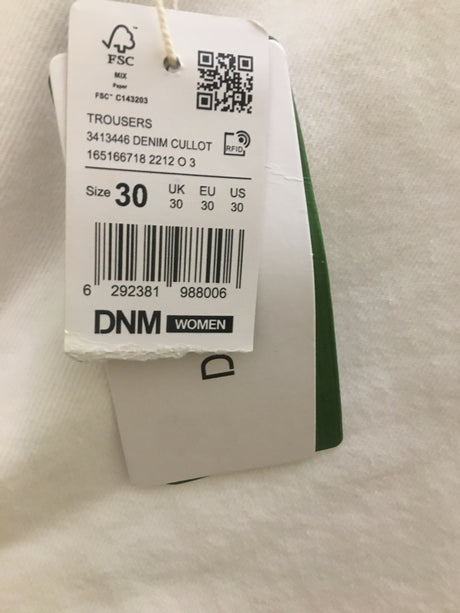 FSC
MIX
Paper
FSC® C143203
TROUSERS
3413446 DENIM CULLOT
RFID
165166718 2212 O 3
Size 30
UK EU US
30 30 30
6 292381 988006
DNM WOMEN
D